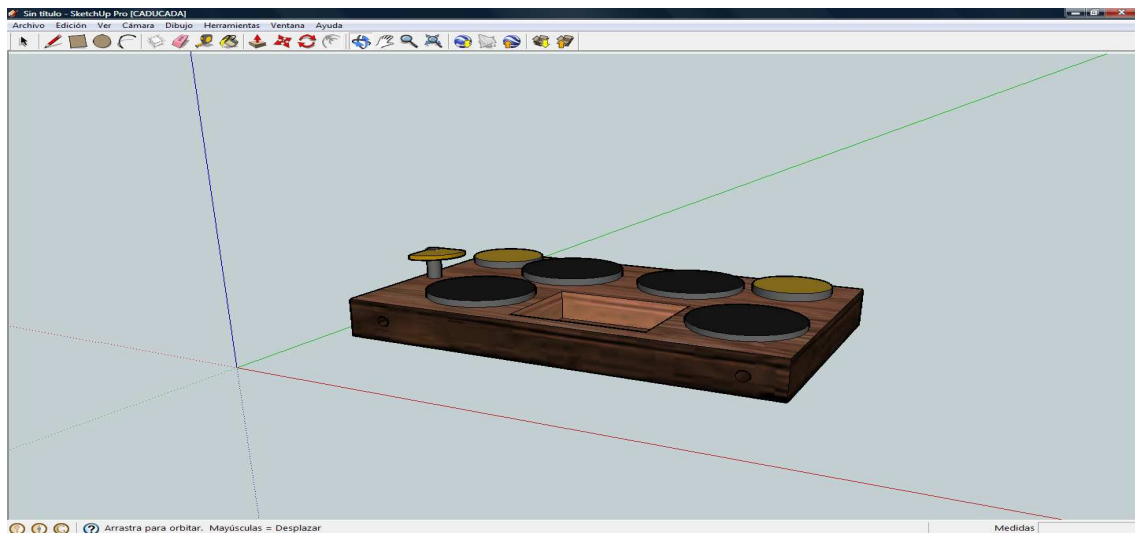 Sin título - SketchUp Pro [CADUCADA]
Archivo Edición Ver Cámara Dibujo Herramientas Ventana Ayuda
Arrastra para orbitar. Mayúsculas = Desplazar
Medidas